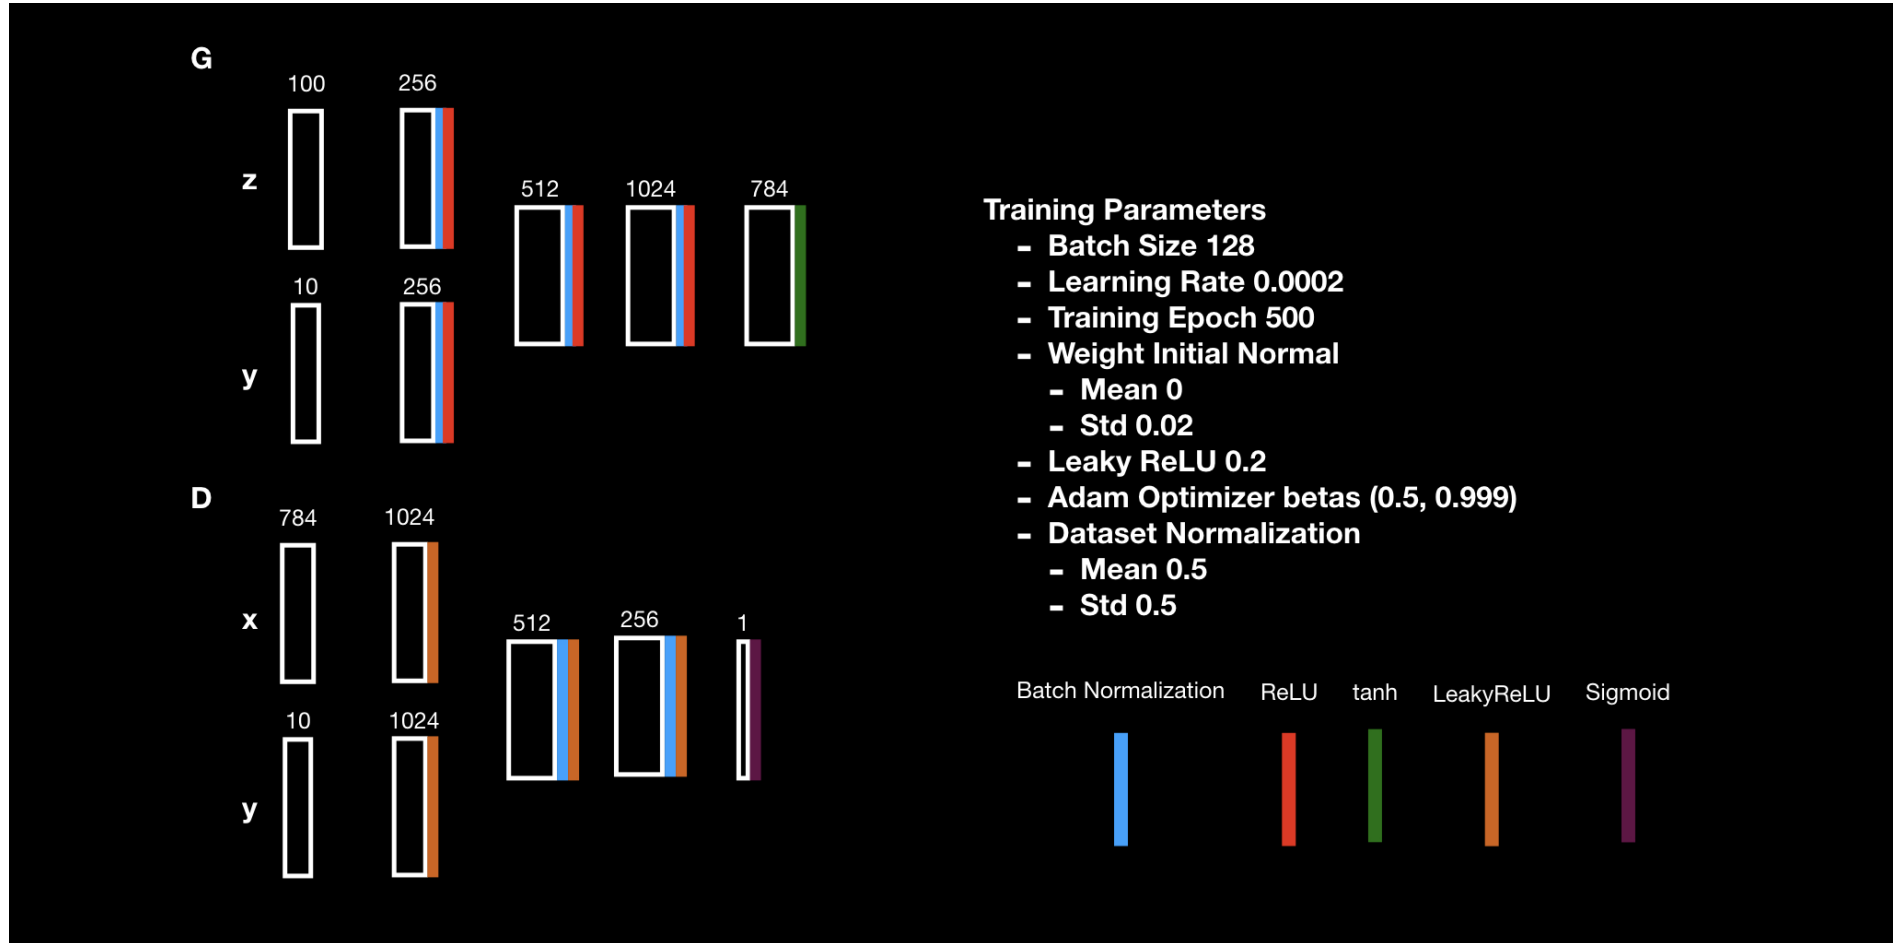 G
100 256
z
512 1024 784
10 256
y
D
784 1024
x
512 256 1
10 1024
y
Training Parameters
- Batch Size 128
- Learning Rate 0.0002
- Training Epoch 500
- Weight Initial Normal
- Mean 0
- Std 0.02
- Leaky ReLU 0.2
- Adam Optimizer betas (0.5, 0.999)
- Dataset Normalization
- Mean 0.5
- Std 0.5
Batch Normalization ReLU tanh LeakyReLU Sigmoid